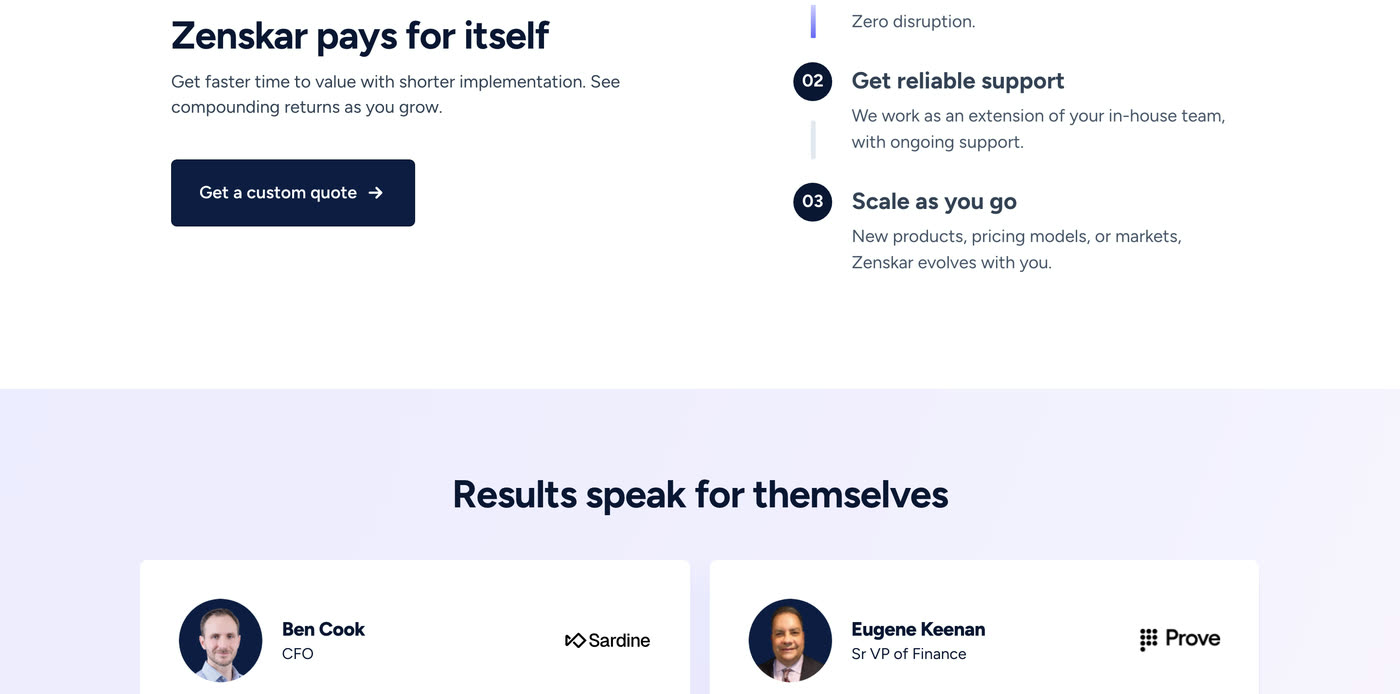 Zenskar pays for itself
Get faster time to value with shorter implementation. See
compounding returns as you grow.
Get a custom quote →
Zero disruption.
02
Get reliable support
We work as an extension of your in-house team,
with ongoing support.
03
Scale as you go
New products, pricing models, or markets,
Zenskar evolves with you.
Results speak for themselves
Ben Cook
CFO
Sardine
Eugene Keenan
Sr VP of Finance
Prove